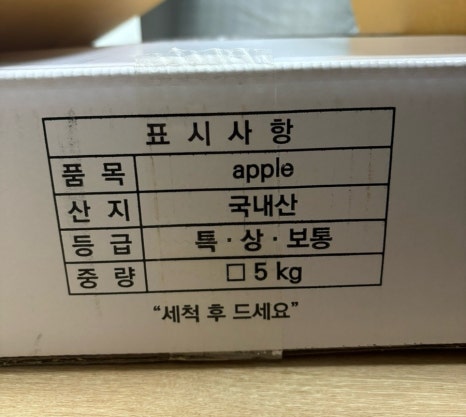 표 시 사 항
품 목 apple
산 지 국내산
등 급 특 · 상 · 보통
중 량 □ 5 kg
“세척 후 드세요”